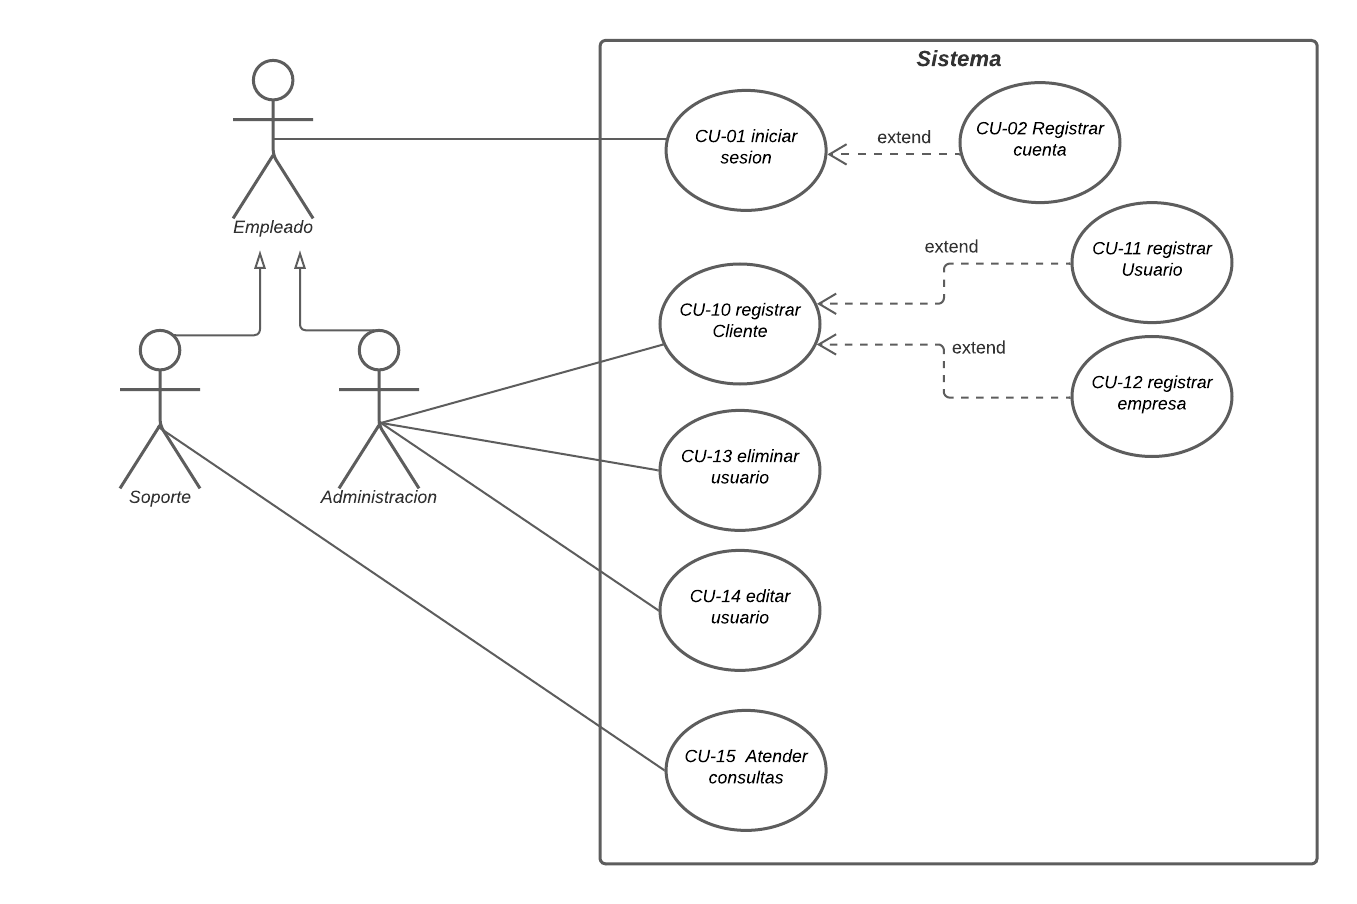 Sistema
CU-01 iniciar
sesion
extend
CU-02 Registrar
cuenta
Empleado
CU-10 registrar
Cliente
extend
CU-11 registrar
Usuario
extend
CU-12 registrar
empresa
CU-13 eliminar
usuario
Soporte
Administracion
CU-14 editar
usuario
CU-15  Atender
consultas